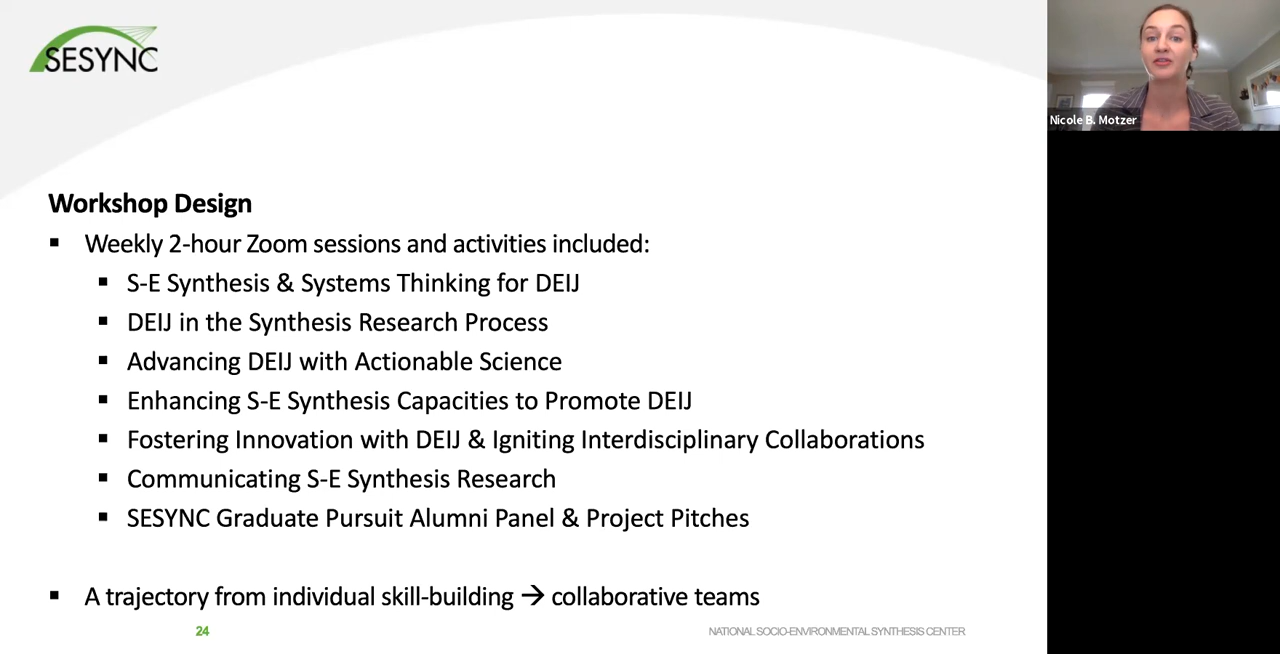 SESYNC
Nicole B. Motzer
Workshop Design
▪ Weekly 2-hour Zoom sessions and activities included:
▪ S-E Synthesis & Systems Thinking for DEIJ
▪ DEIJ in the Synthesis Research Process
▪ Advancing DEIJ with Actionable Science
▪ Enhancing S-E Synthesis Capacities to Promote DEIJ
▪ Fostering Innovation with DEIJ & Igniting Interdisciplinary Collaborations
▪ Communicating S-E Synthesis Research
▪ SESYNC Graduate Pursuit Alumni Panel & Project Pitches
▪ A trajectory from individual skill-building → collaborative teams
24
NATIONAL SOCIO-ENVIRONMENTAL SYNTHESIS CENTER